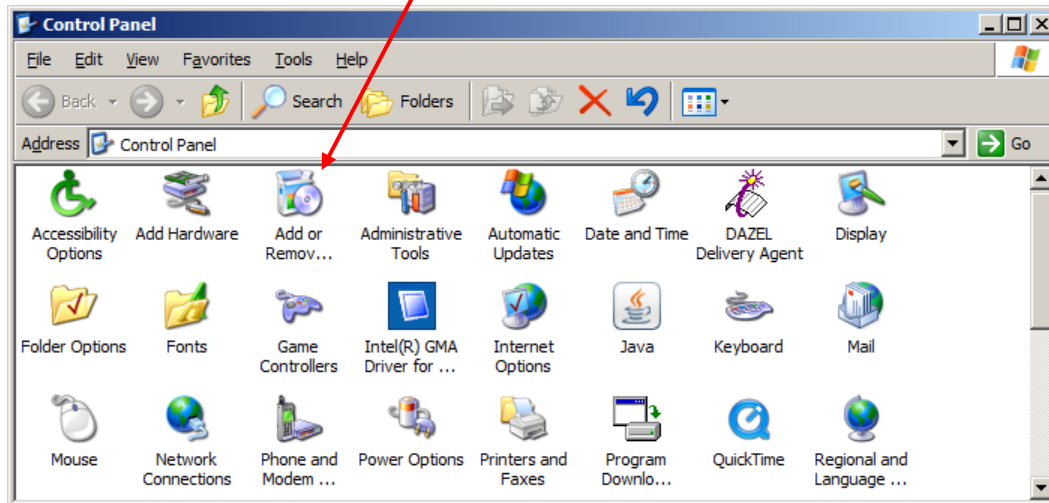 Control Panel
File Edit View Favorites Tools Help
Back Search Folders
Address Control Panel Go
Accessibility Options
Add Hardware
Add or Remov...
Administrative Tools
Automatic Updates
Date and Time
DAZEL Delivery Agent
Display
Folder Options
Fonts
Game Controllers
Intel(R) GMA Driver for ...
Internet Options
Java
Keyboard
Mail
Mouse
Network Connections
Phone and Modem ...
Power Options
Printers and Faxes
Program Downlo...
QuickTime
Regional and Language ...